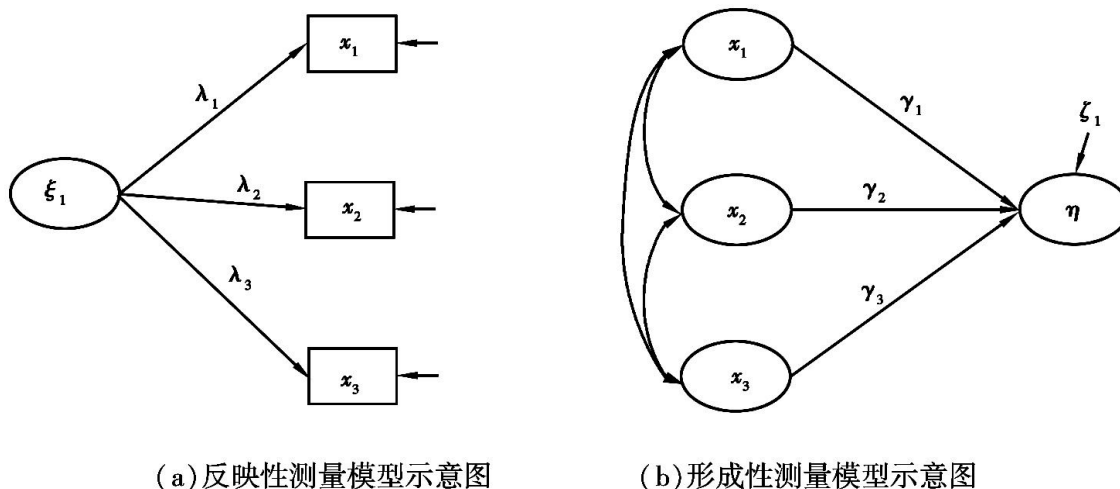 x₁
λ₁
ξ₁
λ₂
x₂
λ₃
x₃
(a)反映性测量模型示意图
x₁
γ₁
ζ₁
x₂
γ₂
η
γ₃
x₃
(b)形成性测量模型示意图